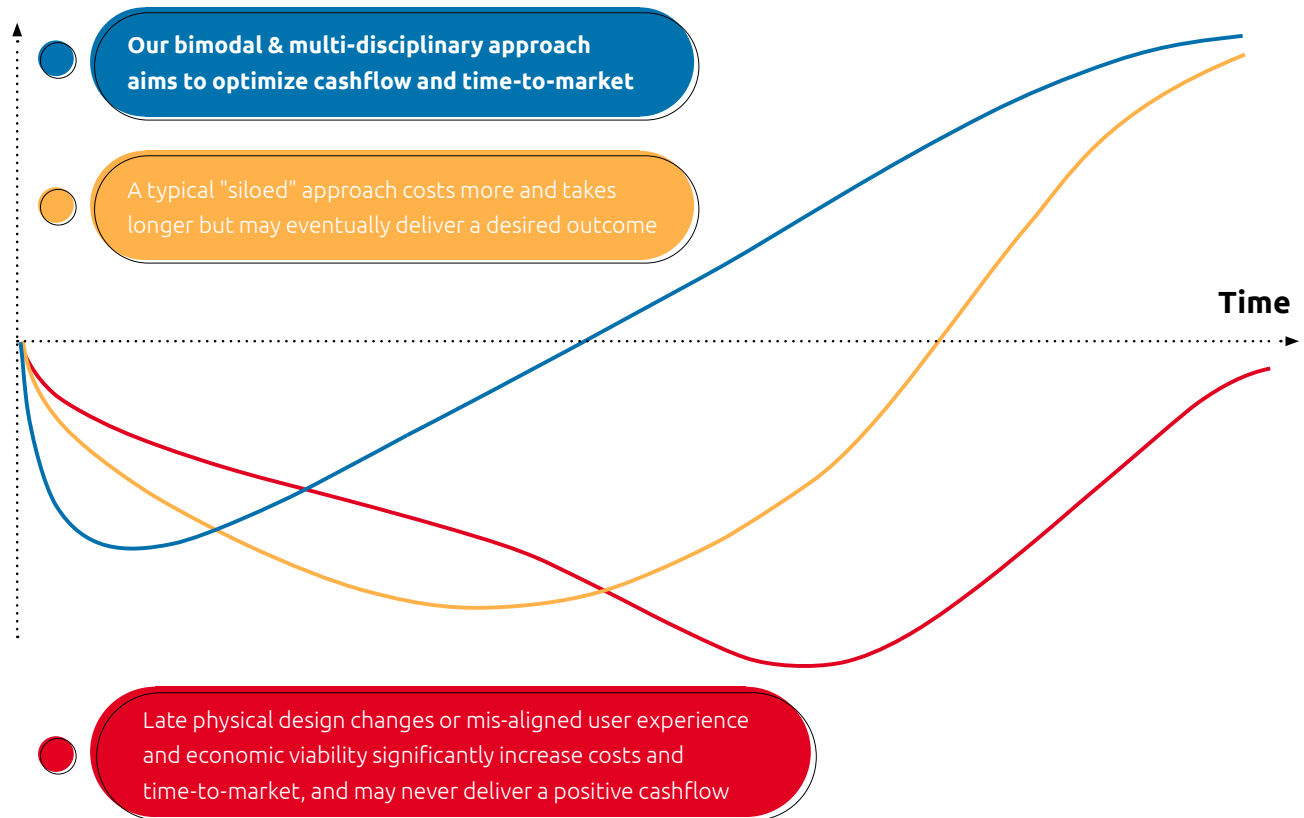 Our bimodal & multi-disciplinary approach
aims to optimize cashflow and time-to-market
A typical "siloed" approach costs more and takes
longer but may eventually deliver a desired outcome
Time
Late physical design changes or mis-aligned user experience
and economic viability significantly increase costs and
time-to-market, and may never deliver a positive cashflow